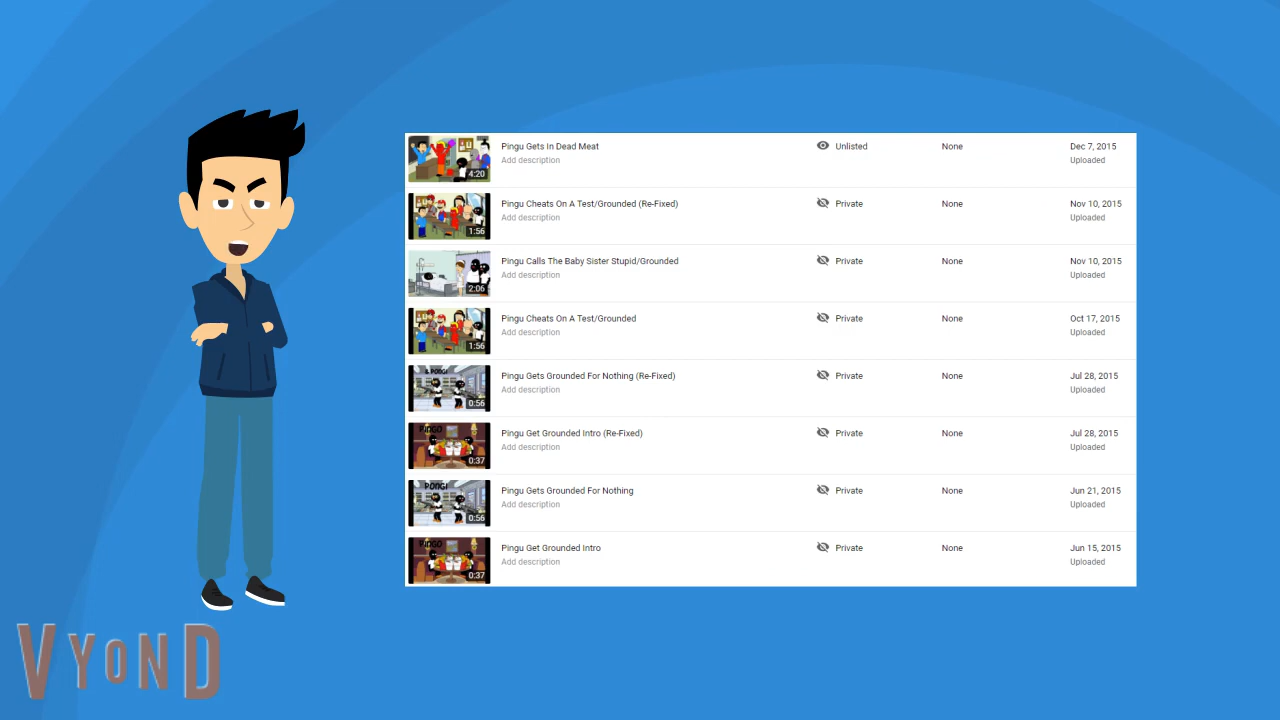 4:20
Pingu Gets In Dead Meat
Unlisted
None
Dec 7, 2015
Add description
Uploaded
1:56
Pingu Cheats On A Test/Grounded (Re-Fixed)
Private
None
Nov 10, 2015
Add description
Uploaded
2:06
Pingu Calls The Baby Sister Stupid/Grounded
Private
None
Nov 10, 2015
Add description
Uploaded
1:56
Pingu Cheats On A Test/Grounded
Private
None
Oct 17, 2015
Add description
Uploaded
0:56
Pingu Gets Grounded For Nothing (Re-Fixed)
Private
None
Jul 28, 2015
Add description
Uploaded
PINGO
0:37
Pingu Get Grounded Intro (Re-Fixed)
Private
None
Jul 28, 2015
Add description
Uploaded
PONGI
0:56
Pingu Gets Grounded For Nothing
Private
None
Jun 21, 2015
Add description
Uploaded
PINGO
0:37
Pingu Get Grounded Intro
Private
None
Jun 15, 2015
Add description
Uploaded
VYOND